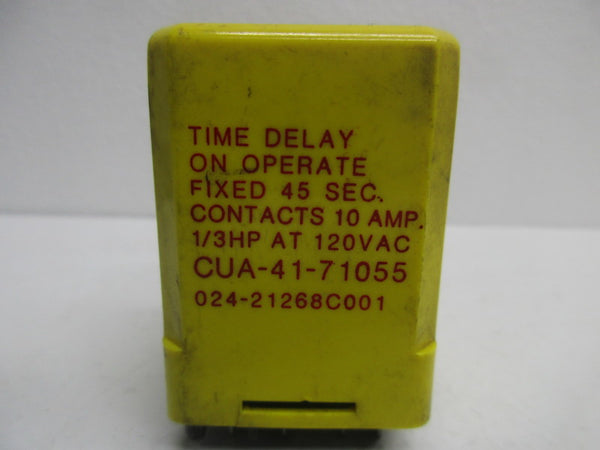 TIME DELAY
ON OPERATE
FIXED 45 SEC.
CONTACTS 10 AMP.
1/3HP AT 120VAC
CUA-41-71055
024-21268C001